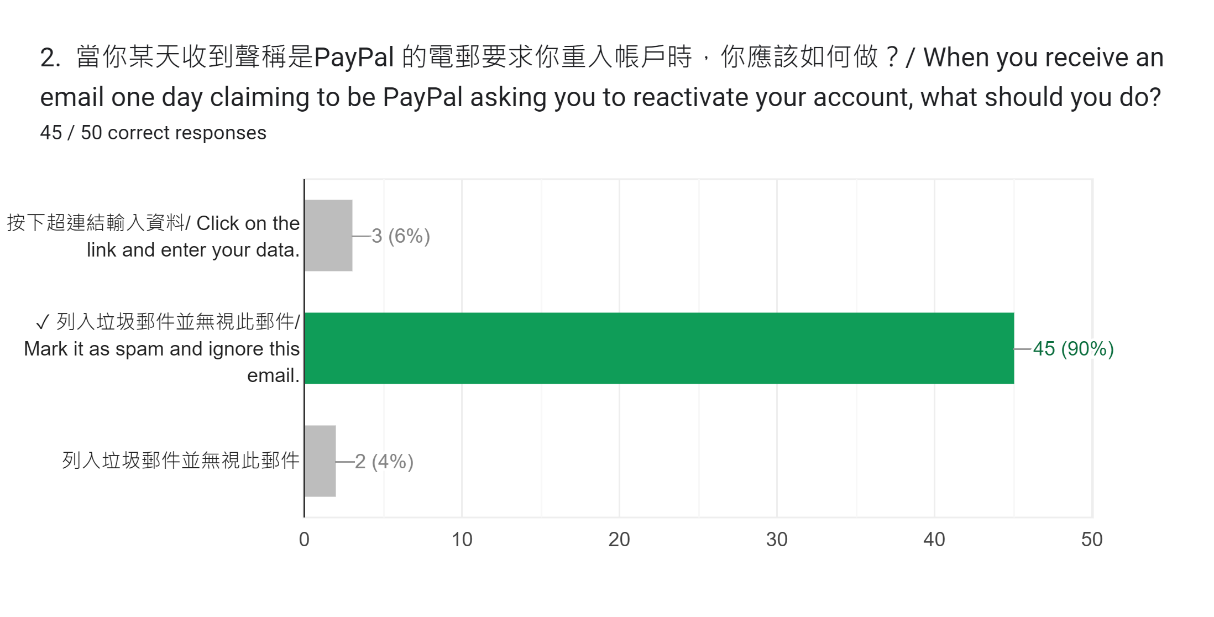 2. 當你某天收到聲稱是PayPal 的電郵要求你重入帳戶時，你應該如何做？/ When you receive an
email one day claiming to be PayPal asking you to reactivate your account, what should you do?
45 / 50 correct responses
按下超連結輸入資料/ Click on the
link and enter your data.
3 (6%)
✓ 列入垃圾郵件並無視此郵件/
Mark it as spam and ignore this
email.
45 (90%)
列入垃圾郵件並無視此郵件
2 (4%)
0 10 20 30 40 50